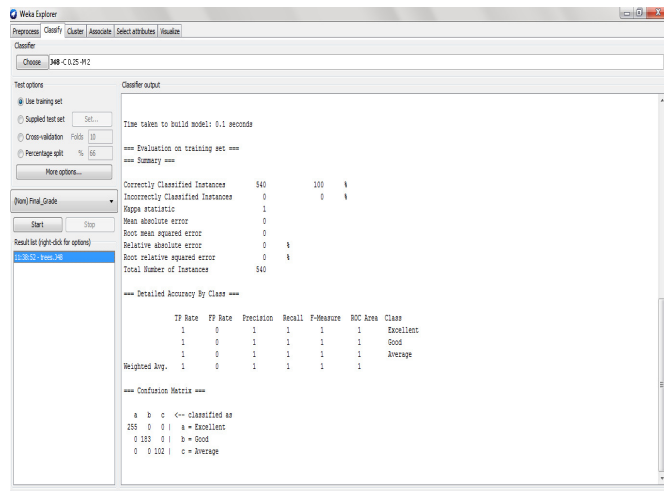 Weka Explorer
Preprocess Classify Cluster Associate Select attributes Visualize
Classifier
Choose J48 -C 0.25 -M 2
Test options
Use training set
Supplied test set Set...
Cross-validation Folds 10
Percentage split % 66
More options...
(Nom) Final_Grade
Start Stop
Result list (right-click for options)
11:38:52 - trees.J48
Classifier output
Time taken to build model: 0.1 seconds
=== Evaluation on training set ===
=== Summary ===
Correctly Classified Instances 540 100 %
Incorrectly Classified Instances 0 0 %
Kappa statistic 1
Mean absolute error 0
Root mean squared error 0
Relative absolute error 0 %
Root relative squared error 0 %
Total Number of Instances 540
=== Detailed Accuracy By Class ===
TP Rate FP Rate Precision Recall F-Measure ROC Area Class
1 0 1 1 1 1 Excellent
1 0 1 1 1 1 Good
1 0 1 1 1 1 Average
Weighted Avg. 1 0 1 1 1 1
=== Confusion Matrix ===
a b c <-- classified as
255 0 0 | a = Excellent
0 183 0 | b = Good
0 0 102 | c = Average